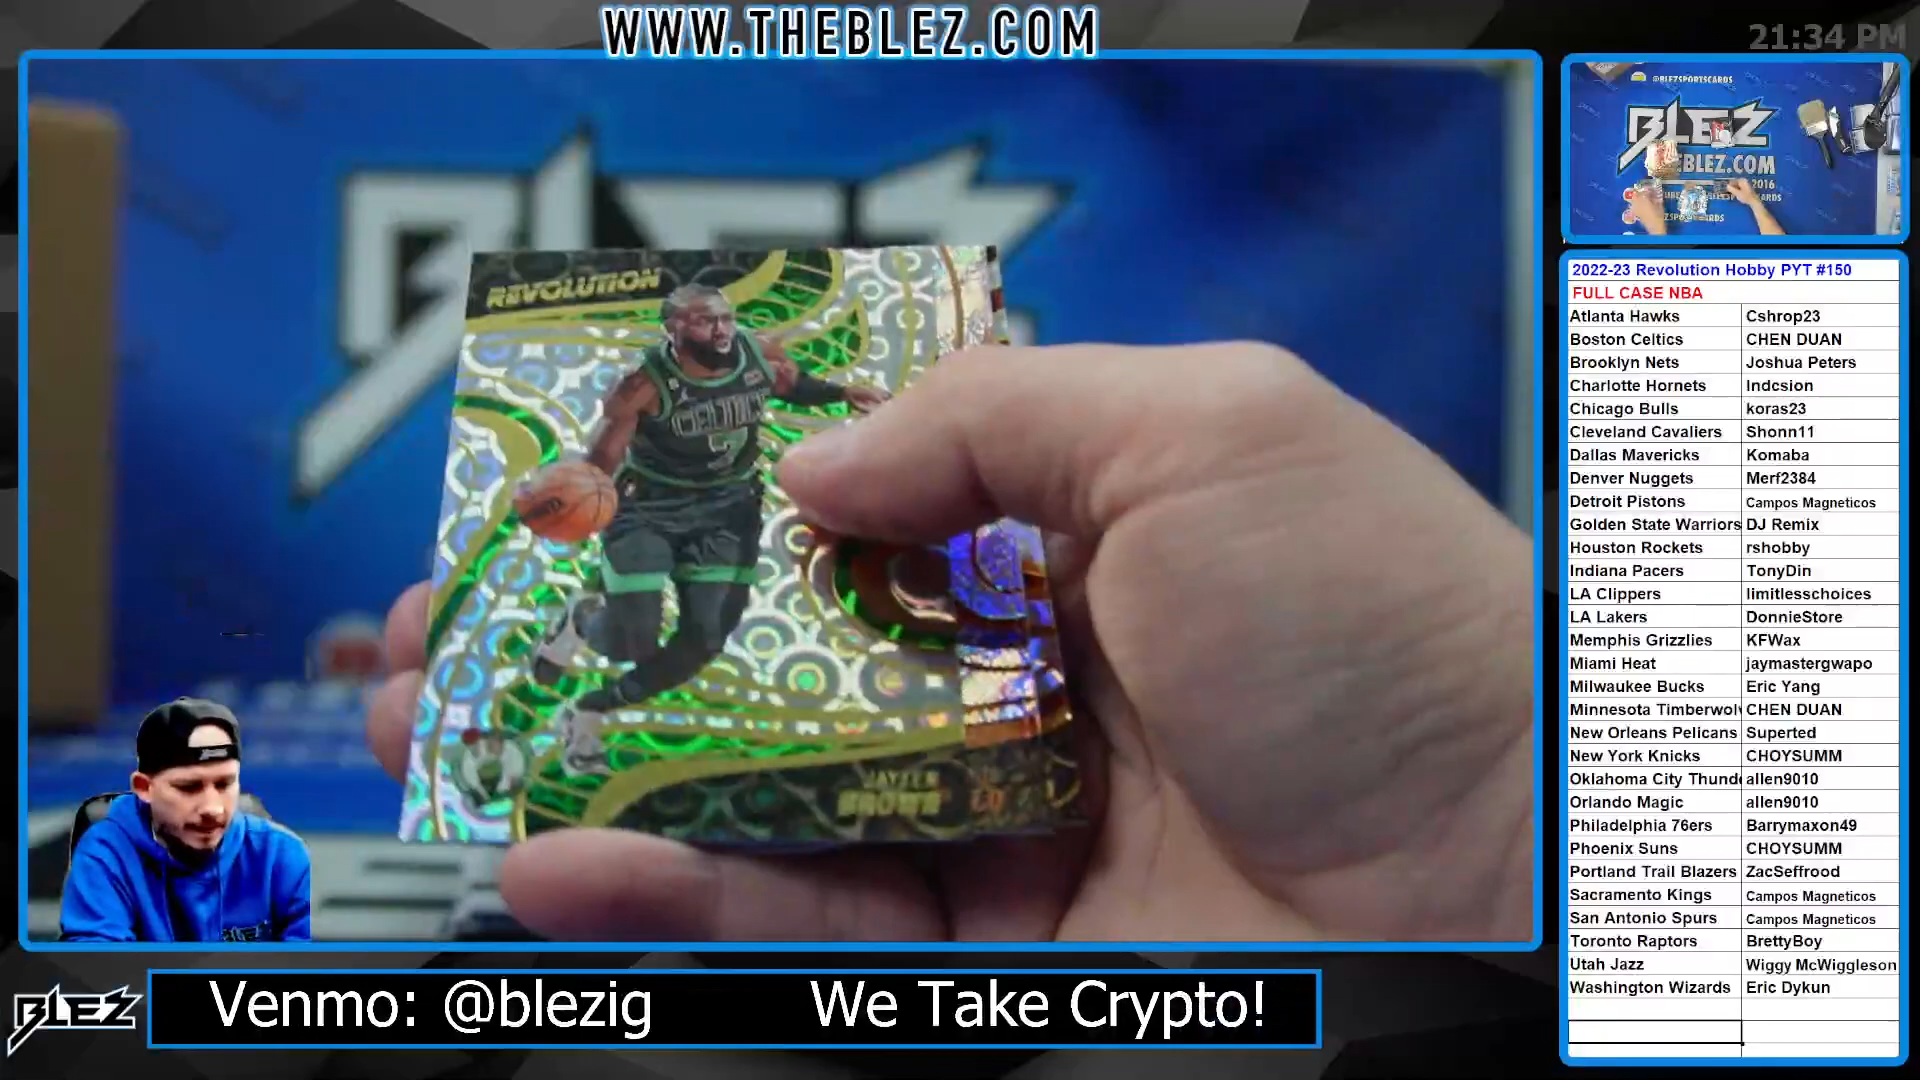 WWW.THEBLEZ.COM
21:34 PM
BLEZ
REVOLUTION
CELTICS
7
JAYLEN
BROWN
@BLEZSPORTSCARDS
BLEZ
BLEZ.COM
2016
2022-23 Revolution Hobby PYT #150
FULL CASE NBA
Atlanta Hawks Cshrop23
Boston Celtics CHEN DUAN
Brooklyn Nets Joshua Peters
Charlotte Hornets Indcsion
Chicago Bulls koras23
Cleveland Cavaliers Shonn11
Dallas Mavericks Komaba
Denver Nuggets Merf2384
Detroit Pistons Campos Magneticos
Golden State Warriors DJ Remix
Houston Rockets rshobby
Indiana Pacers TonyDin
LA Clippers limitlesschoices
LA Lakers DonnieStore
Memphis Grizzlies KFWax
Miami Heat jaymastergwapo
Milwaukee Bucks Eric Yang
Minnesota Timberwol CHEN DUAN
New Orleans Pelicans Superted
New York Knicks CHOYSUMM
Oklahoma City Thund allen9010
Orlando Magic allen9010
Philadelphia 76ers Barrymaxon49
Phoenix Suns CHOYSUMM
Portland Trail Blazers ZacSeffrood
Sacramento Kings Campos Magneticos
San Antonio Spurs Campos Magneticos
Toronto Raptors BrettyBoy
Utah Jazz Wiggy McWiggleson
Washington Wizards Eric Dykun
BLEZ
Venmo: @blezig We Take Crypto!